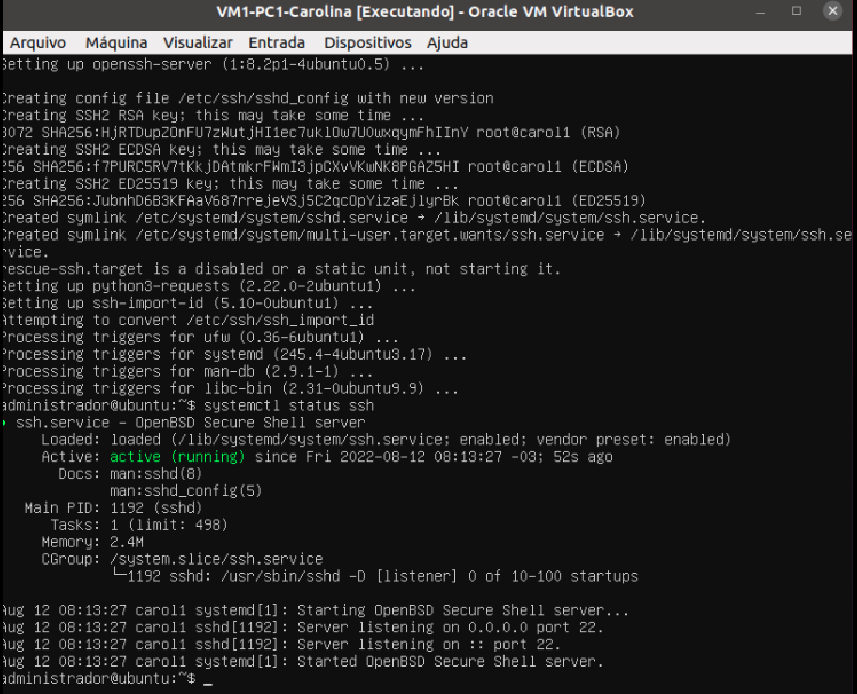 VM1-PC1-Carolina [Executando] - Oracle VM VirtualBox
Arquivo Máquina Visualizar Entrada Dispositivos Ajuda
Setting up openssh-server (1:8.2p1-4ubuntu0.5) ...
Creating config file /etc/ssh/sshd_config with new version
Creating SSH2 RSA key; this may take some time ...
3072 SHA256:HjRTDupZOnFU7zWutjHI1ec7uklOw7UOwxqymFhIInY root@carol1 (RSA)
Creating SSH2 ECDSA key; this may take some time ...
256 SHA256:f7PURC5RV7tKkjDAtmkrFWmI3jpCXvVKwNK8PGAZ5HI root@carol1 (ECDSA)
Creating SSH2 ED25519 key; this may take some time ...
256 SHA256:JubnhD6B3KFAaV687rrejeVSj5C2qcOpYizaEjlyrBk root@carol1 (ED25519)
Created symlink /etc/systemd/system/sshd.service → /lib/systemd/system/ssh.service.
Created symlink /etc/systemd/system/multi-user.target.wants/ssh.service → /lib/systemd/system/ssh.se
rvice.
rescue-ssh.target is a disabled or a static unit, not starting it.
Setting up python3-requests (2.22.0-2ubuntu1) ...
Setting up ssh-import-id (5.10-0ubuntu1) ...
Attempting to convert /etc/ssh/ssh_import_id
Processing triggers for ufw (0.36-6ubuntu1) ...
Processing triggers for systemd (245.4-4ubuntu3.17) ...
Processing triggers for man-db (2.9.1-1) ...
Processing triggers for libc-bin (2.31-0ubuntu9.9) ...
administrador@ubuntu:~$ systemctl status ssh
ssh.service - OpenBSD Secure Shell server
Loaded: loaded (/lib/systemd/system/ssh.service; enabled; vendor preset: enabled)
Active: active (running) since Fri 2022-08-12 08:13:27 -03; 52s ago
Docs: man:sshd(8)
man:sshd_config(5)
Main PID: 1192 (sshd)
Tasks: 1 (limit: 498)
Memory: 2.4M
CGroup: /system.slice/ssh.service
└─1192 sshd: /usr/sbin/sshd -D [listener] 0 of 10-100 startups
Aug 12 08:13:27 carol1 systemd[1]: Starting OpenBSD Secure Shell server...
Aug 12 08:13:27 carol1 sshd[1192]: Server listening on 0.0.0.0 port 22.
Aug 12 08:13:27 carol1 sshd[1192]: Server listening on :: port 22.
Aug 12 08:13:27 carol1 systemd[1]: Started OpenBSD Secure Shell server.
administrador@ubuntu:~$ _